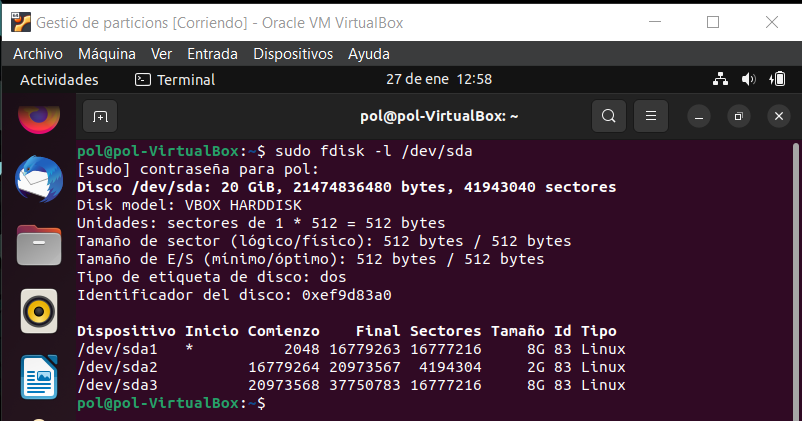 Gestió de particions [Corriendo] - Oracle VM VirtualBox
Archivo Máquina Ver Entrada Dispositivos Ayuda
Actividades Terminal 27 de ene 12:58
pol@pol-VirtualBox: ~
pol@pol-VirtualBox:~$ sudo fdisk -l /dev/sda
[sudo] contraseña para pol:
Disco /dev/sda: 20 GiB, 21474836480 bytes, 41943040 sectores
Disk model: VBOX HARDDISK
Unidades: sectores de 1 * 512 = 512 bytes
Tamaño de sector (lógico/físico): 512 bytes / 512 bytes
Tamaño de E/S (mínimo/óptimo): 512 bytes / 512 bytes
Tipo de etiqueta de disco: dos
Identificador del disco: 0xef9d83a0
Dispositivo Inicio Comienzo Final Sectores Tamaño Id Tipo
/dev/sda1 * 2048 16779263 16777216 8G 83 Linux
/dev/sda2 16779264 20973567 4194304 2G 83 Linux
/dev/sda3 20973568 37750783 16777216 8G 83 Linux
pol@pol-VirtualBox:~$